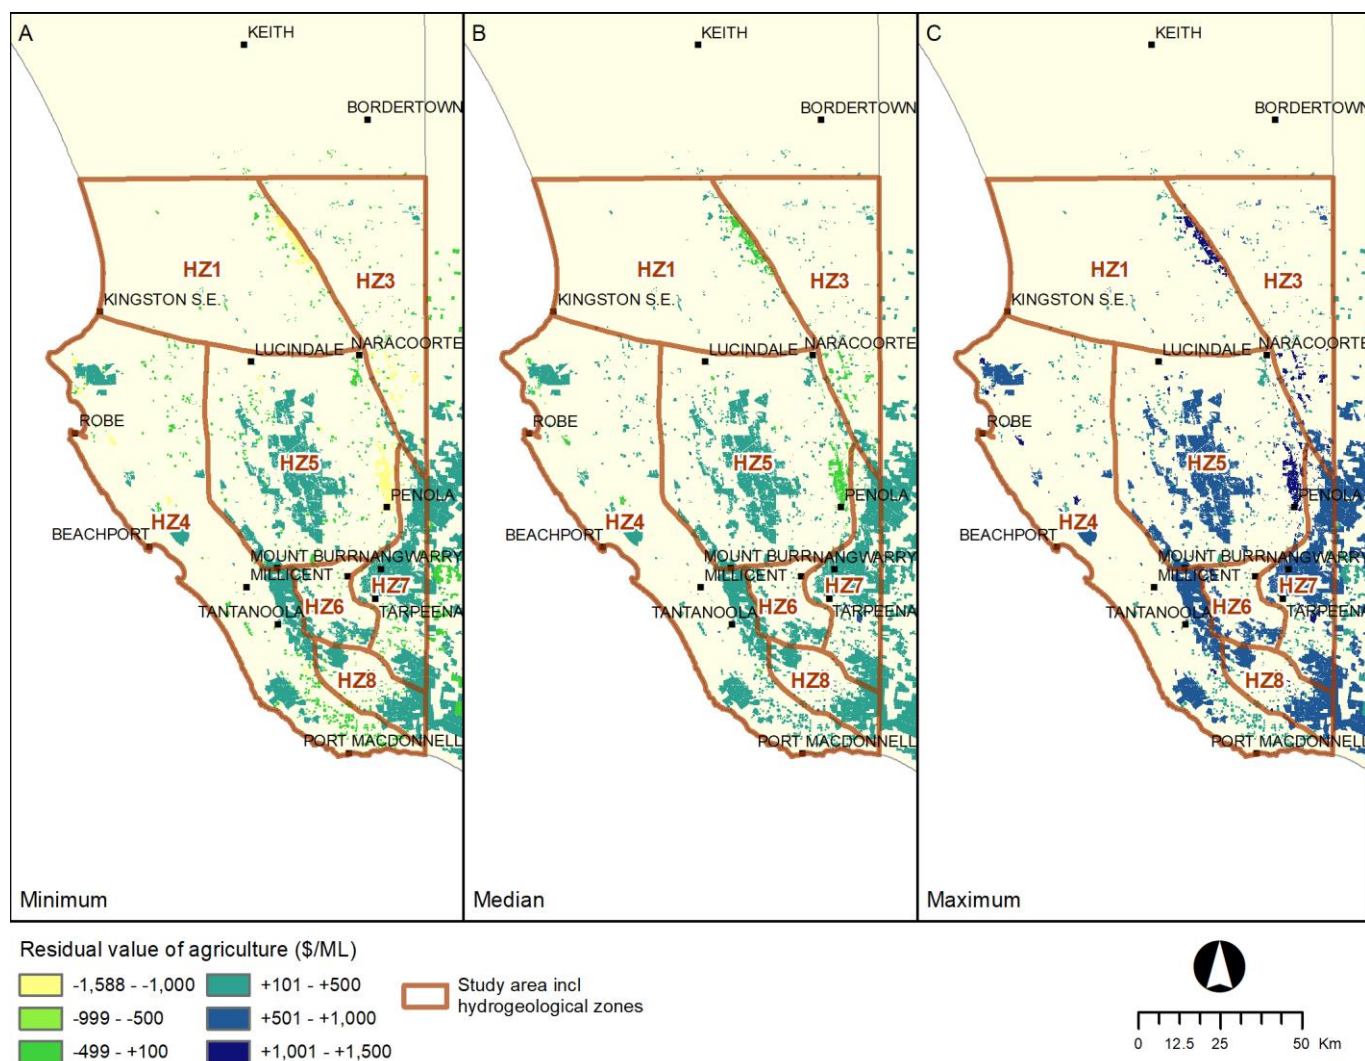 A
KEITH
BORDERTOWN
HZ1
HZ3
KINGSTON S.E.
LUCINDALE
NARACOORTE
ROBE
HZ5
PENOLA
HZ4
BEACHPORT
MOUNT BURR
NANGWARRY
MILLICENT
HZ7
HZ6
TANTANOOLA
TARPEENA
HZ8
PORT MACDONNELL
Minimum
B
KEITH
BORDERTOWN
HZ1
HZ3
KINGSTON S.E.
LUCINDALE
NARACOORTE
ROBE
HZ5
PENOLA
HZ4
BEACHPORT
MOUNT BURR
NANGWARRY
MILLICENT
HZ7
HZ6
TANTANOOLA
TARPEENA
HZ8
PORT MACDONNELL
Median
C
KEITH
BORDERTOWN
HZ1
HZ3
KINGSTON S.E.
LUCINDALE
NARACOORTE
ROBE
HZ5
PENOLA
HZ4
BEACHPORT
MOUNT BURR
NANGWARRY
MILLICENT
HZ7
HZ6
TANTANOOLA
TARPEENA
HZ8
PORT MACDONNELL
Maximum
Residual value of agriculture ($/ML)
-1,588 - -1,000
-999 - -500
-499 - +100
+101 - +500
+501 - +1,000
+1,001 - +1,500
Study area incl
hydrogeological zones
0 12.5 25 50 Km